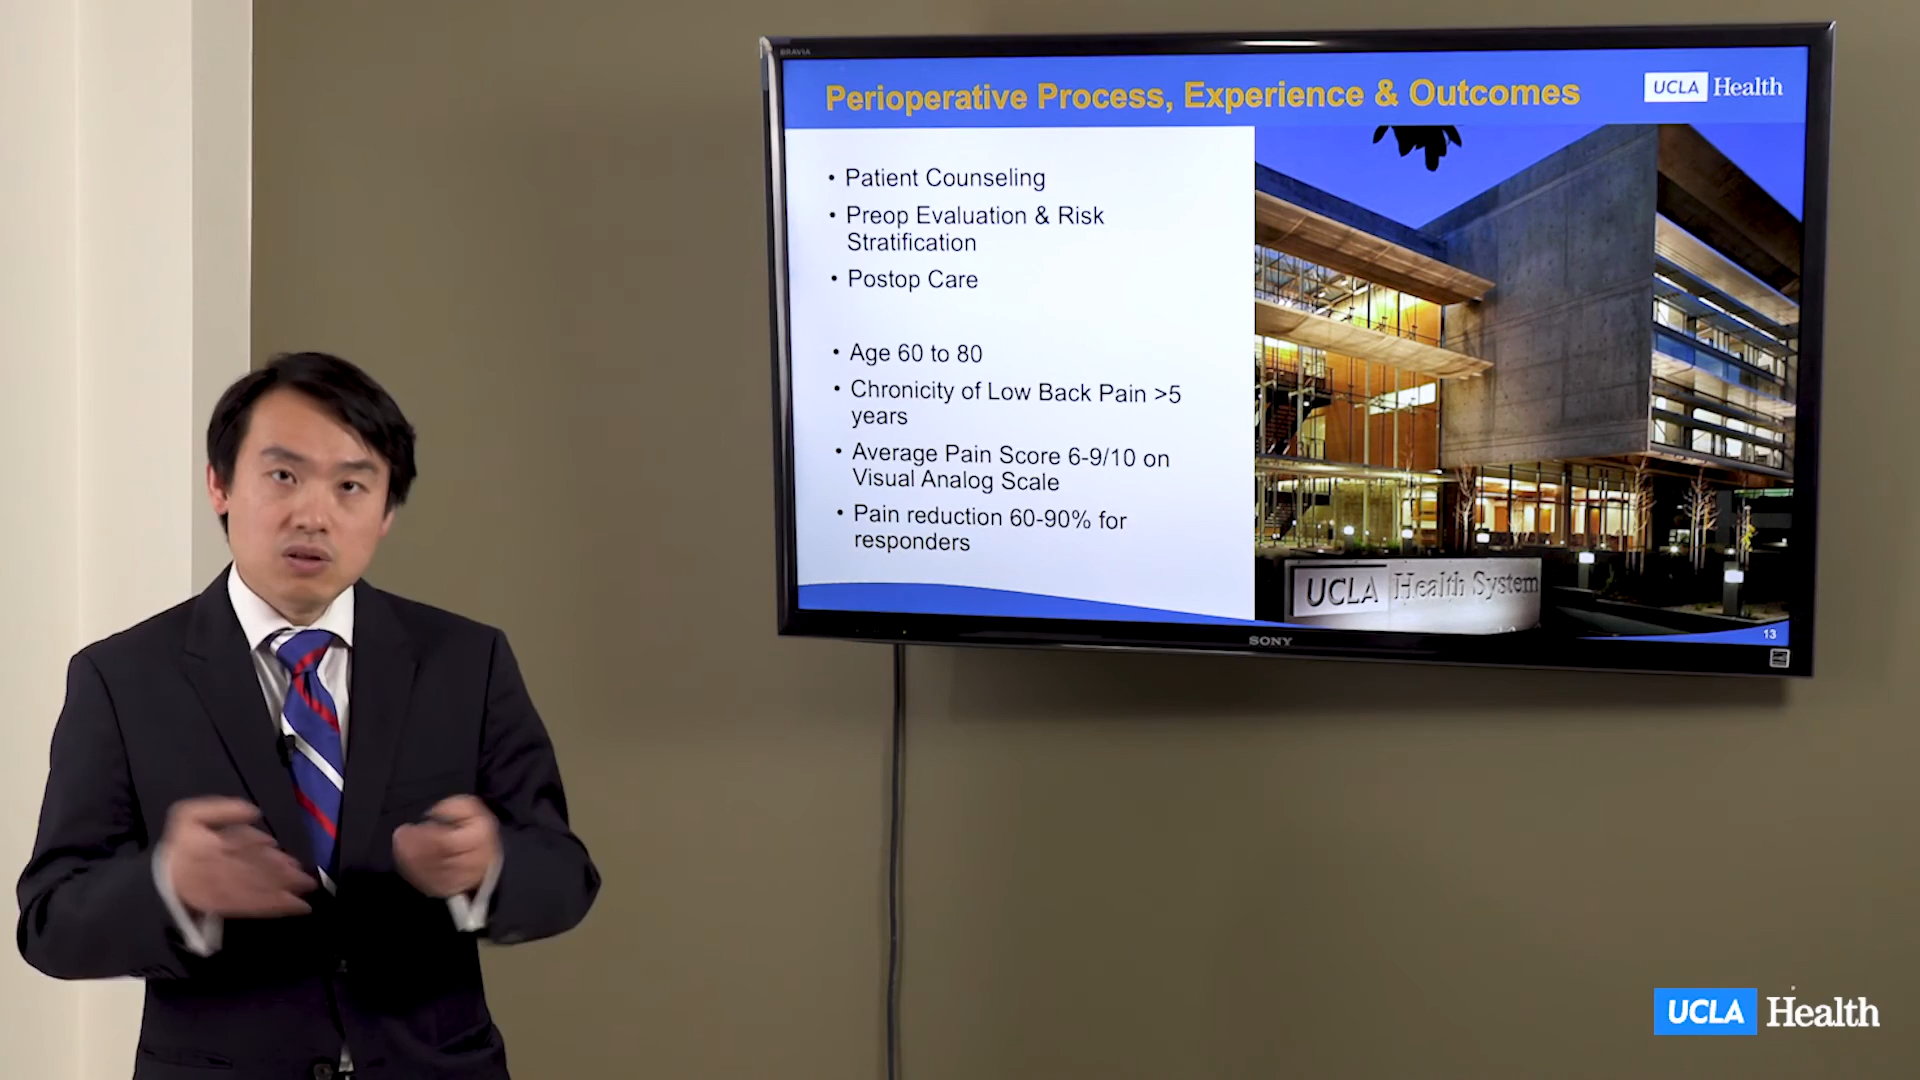 BRAVIA
Perioperative Process, Experience & Outcomes
UCLA Health
• Patient Counseling
• Preop Evaluation & Risk
Stratification
• Postop Care
• Age 60 to 80
• Chronicity of Low Back Pain >5
years
• Average Pain Score 6-9/10 on
Visual Analog Scale
• Pain reduction 60-90% for
responders
UCLA Health System
13
SONY
UCLA Health